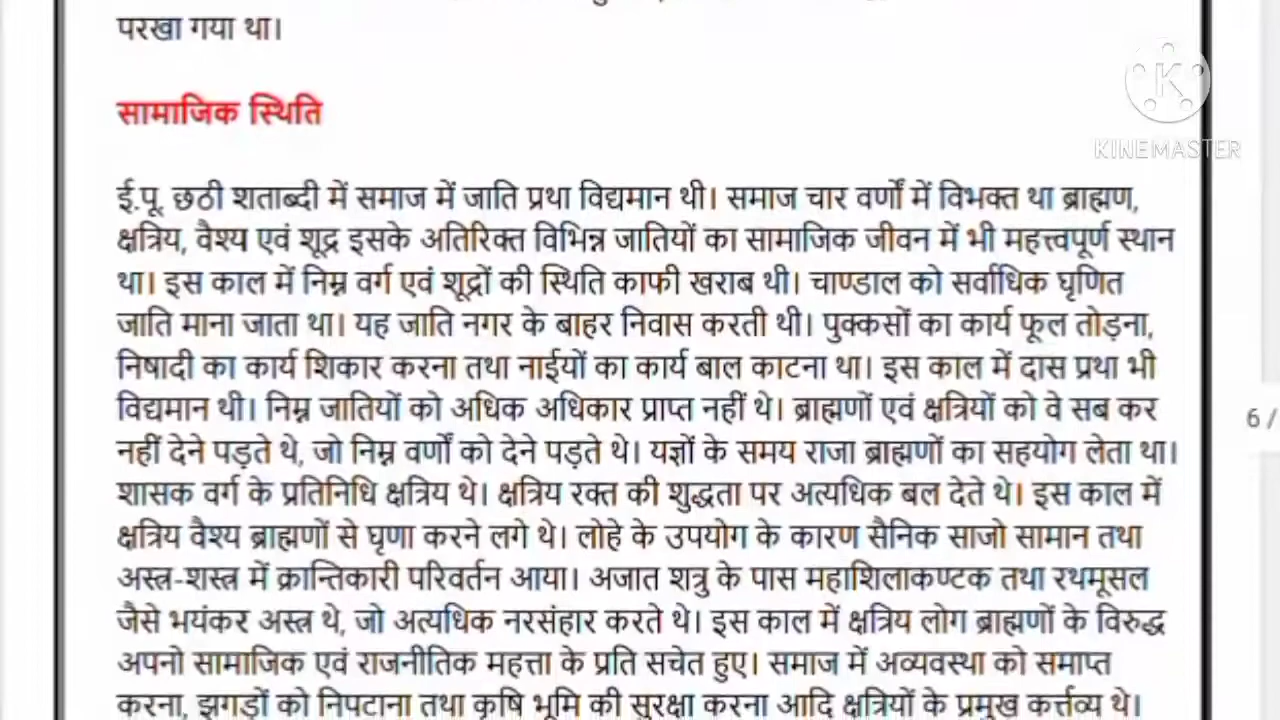 परखा गया था।
K
KINEMASTER
सामाजिक स्थिति
ई.पू. छठी शताब्दी में समाज में जाति प्रथा विद्यमान थी। समाज चार वर्णों में विभक्त था ब्राह्मण,
क्षत्रिय, वैश्य एवं शूद्र इसके अतिरिक्त विभिन्न जातियों का सामाजिक जीवन में भी महत्त्वपूर्ण स्थान
था। इस काल में निम्न वर्ग एवं शूद्रों की स्थिति काफी खराब थी। चाण्डाल को सर्वाधिक घृणित
जाति माना जाता था। यह जाति नगर के बाहर निवास करती थी। पुक्कसों का कार्य फूल तोड़ना,
निषादी का कार्य शिकार करना तथा नाईयों का कार्य बाल काटना था। इस काल में दास प्रथा भी
विद्यमान थी। निम्न जातियों को अधिक अधिकार प्राप्त नहीं थे। ब्राह्मणों एवं क्षत्रियों को वे सब कर
नहीं देने पड़ते थे, जो निम्न वर्णों को देने पड़ते थे। यज्ञों के समय राजा ब्राह्मणों का सहयोग लेता था।
शासक वर्ग के प्रतिनिधि क्षत्रिय थे। क्षत्रिय रक्त की शुद्धता पर अत्यधिक बल देते थे। इस काल में
क्षत्रिय वैश्य ब्राह्मणों से घृणा करने लगे थे। लोहे के उपयोग के कारण सैनिक साजो सामान तथा
अस्त्र-शस्त्र में क्रान्तिकारी परिवर्तन आया। अजात शत्रु के पास महाशिलाकण्टक तथा रथमूसल
जैसे भयंकर अस्त्र थे, जो अत्यधिक नरसंहार करते थे। इस काल में क्षत्रिय लोग ब्राह्मणों के विरुद्ध
अपनो सामाजिक एवं राजनीतिक महत्ता के प्रति सचेत हुए। समाज में अव्यवस्था को समाप्त
करना, झगड़ों को निपटाना तथा कृषि भूमि की सुरक्षा करना आदि क्षत्रियों के प्रमुख कर्त्तव्य थे।
6 /